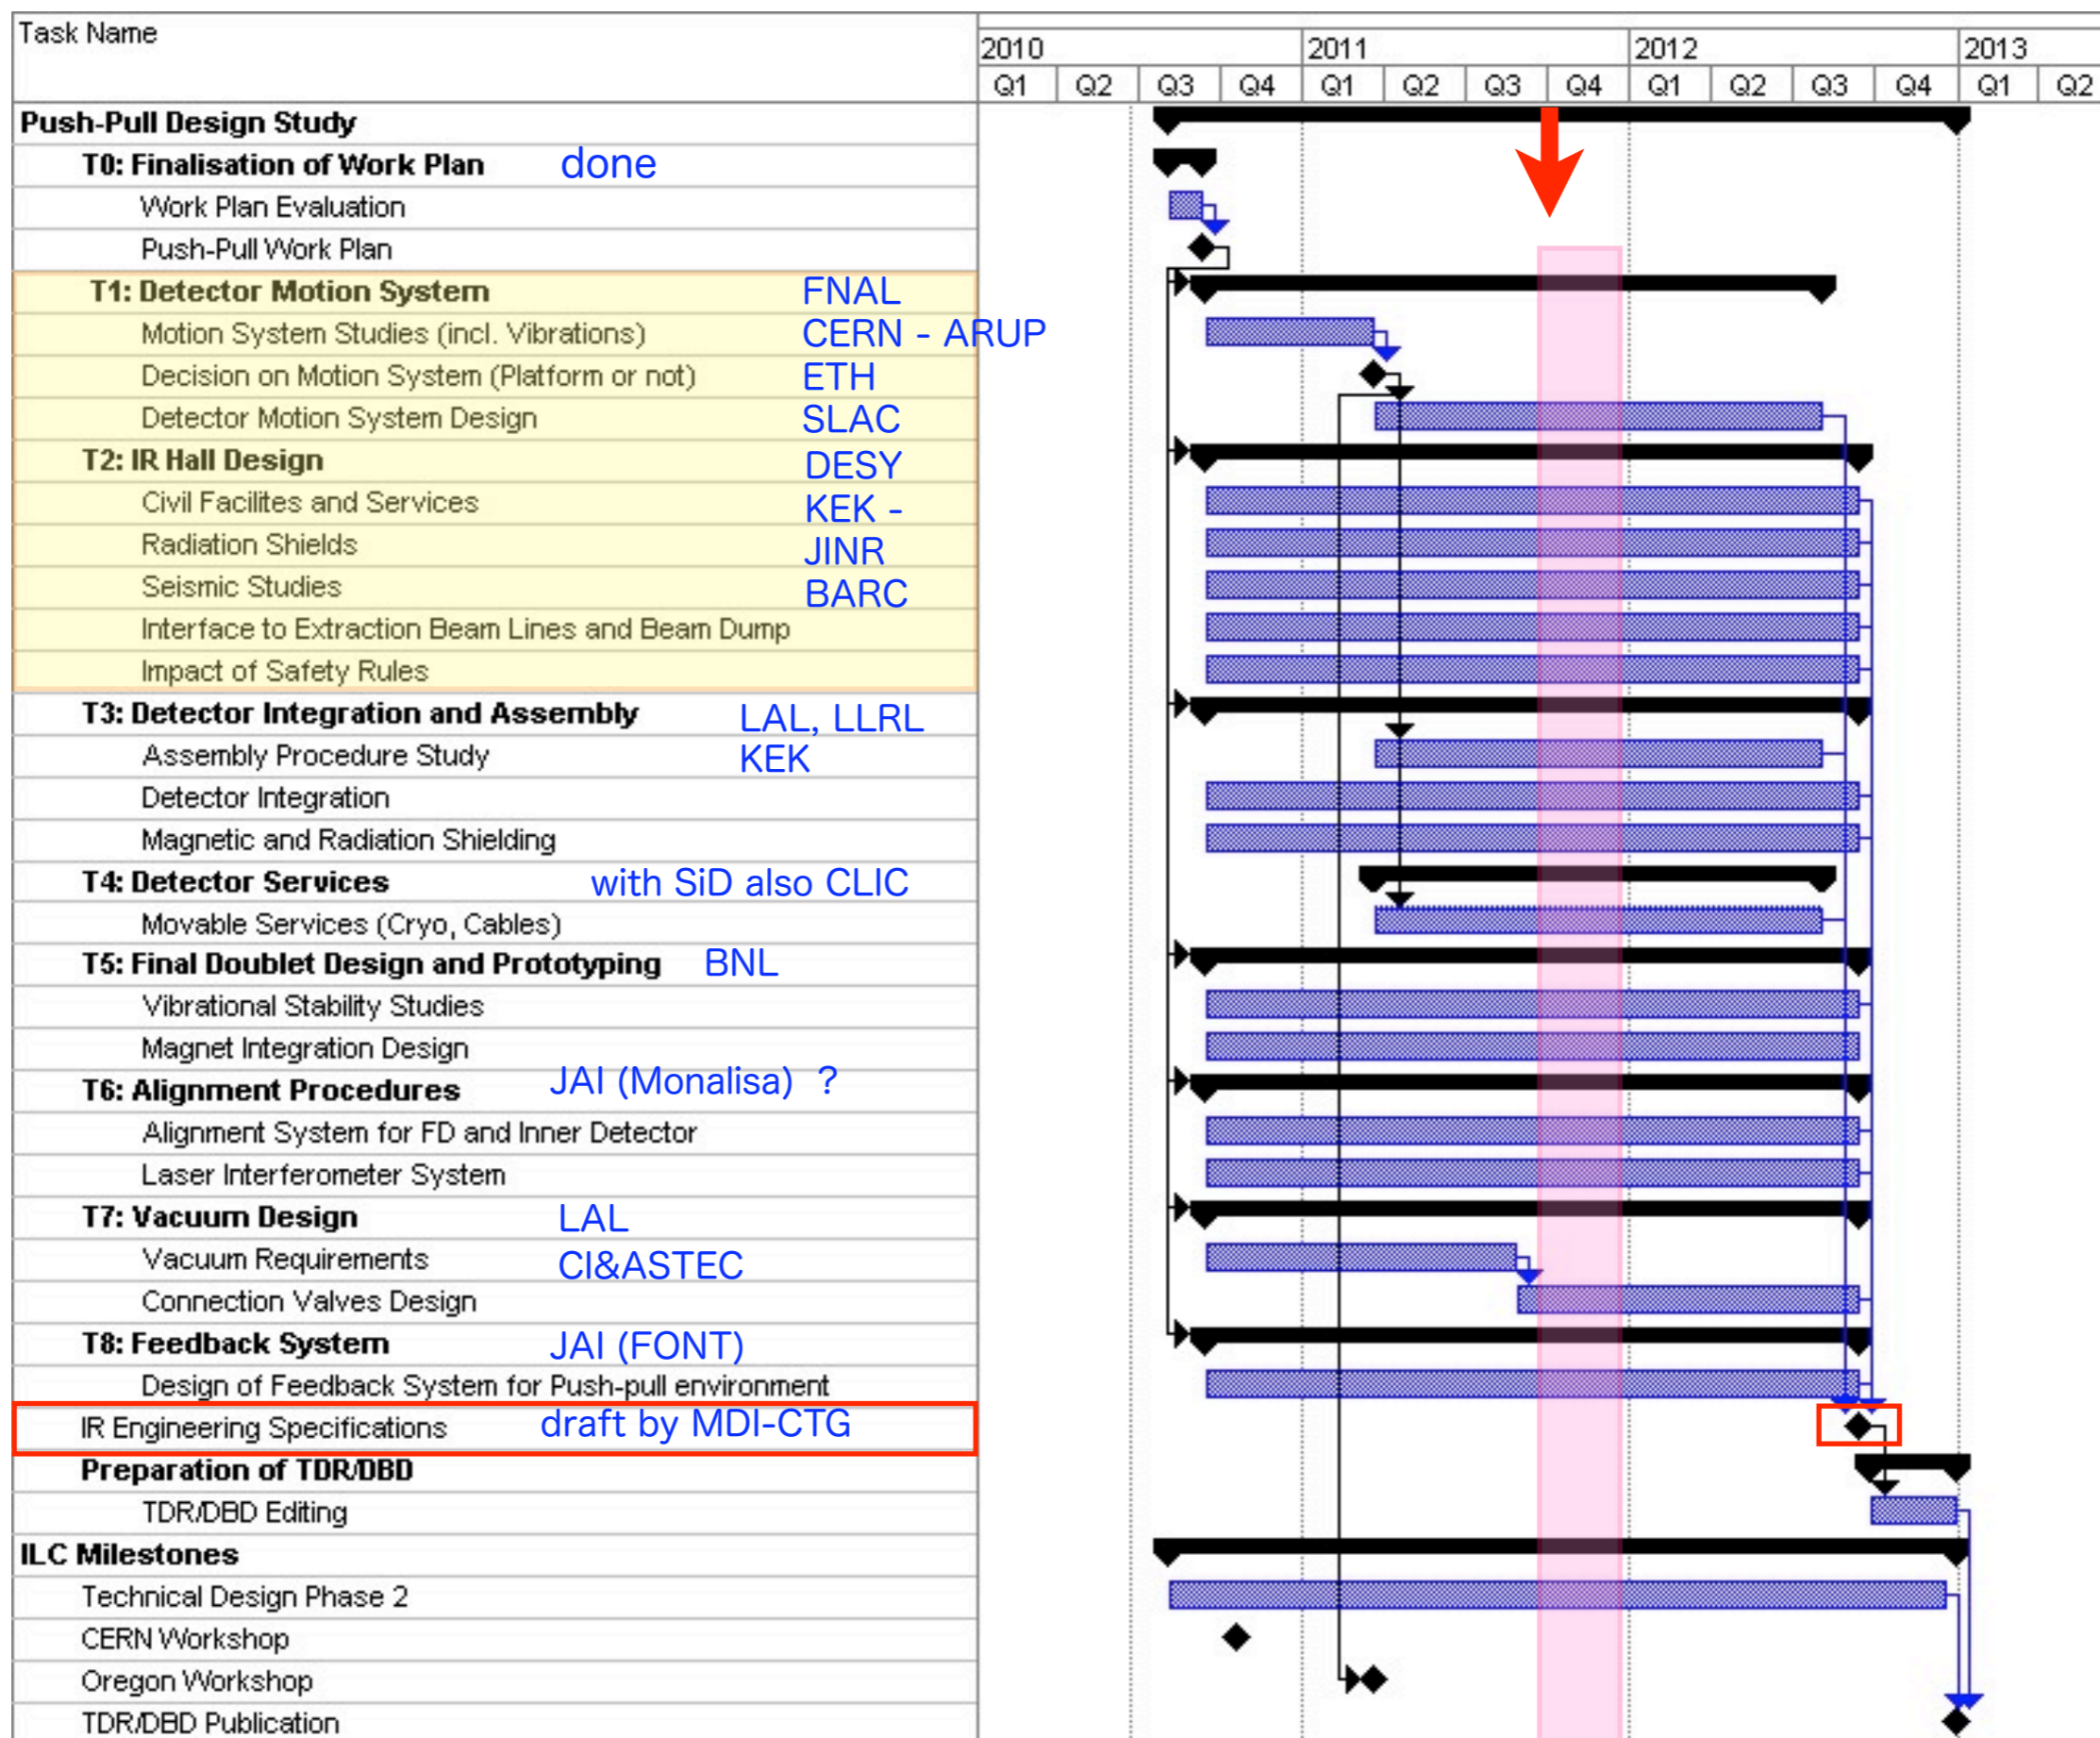 Task Name
2010 2011 2012 2013
Q1 Q2 Q3 Q4 Q1 Q2 Q3 Q4 Q1 Q2 Q3 Q4 Q1 Q2
Push-Pull Design Study
T0: Finalisation of Work Plan done
Work Plan Evaluation
Push-Pull Work Plan
T1: Detector Motion System FNAL
Motion System Studies (incl. Vibrations) CERN - ARUP
Decision on Motion System (Platform or not) ETH
Detector Motion System Design SLAC
T2: IR Hall Design DESY
Civil Facilites and Services KEK -
Radiation Shields JINR
Seismic Studies BARC
Interface to Extraction Beam Lines and Beam Dump
Impact of Safety Rules
T3: Detector Integration and Assembly LAL, LLRL
Assembly Procedure Study KEK
Detector Integration
Magnetic and Radiation Shielding
T4: Detector Services with SiD also CLIC
Movable Services (Cryo, Cables)
T5: Final Doublet Design and Prototyping BNL
Vibrational Stability Studies
Magnet Integration Design
T6: Alignment Procedures JAI (Monalisa) ?
Alignment System for FD and Inner Detector
Laser Interferometer System
T7: Vacuum Design LAL
Vacuum Requirements CI&ASTEC
Connection Valves Design
T8: Feedback System JAI (FONT)
Design of Feedback System for Push-pull environment
IR Engineering Specifications draft by MDI-CTG
Preparation of TDR/DBD
TDR/DBD Editing
ILC Milestones
Technical Design Phase 2
CERN Workshop
Oregon Workshop
TDR/DBD Publication